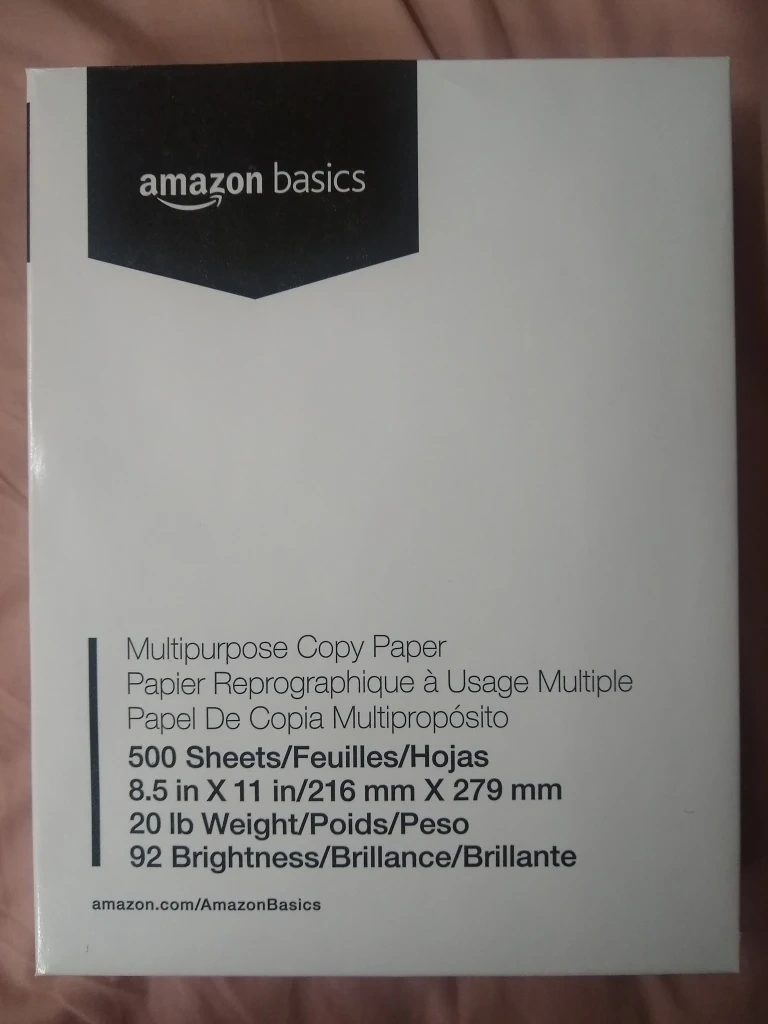 amazon basics
Multipurpose Copy Paper
Papier Reprographique à Usage Multiple
Papel De Copia Multipropósito
500 Sheets/Feuilles/Hojas
8.5 in X 11 in/216 mm X 279 mm
20 lb Weight/Poids/Peso
92 Brightness/Brillance/Brillante
amazon.com/AmazonBasics